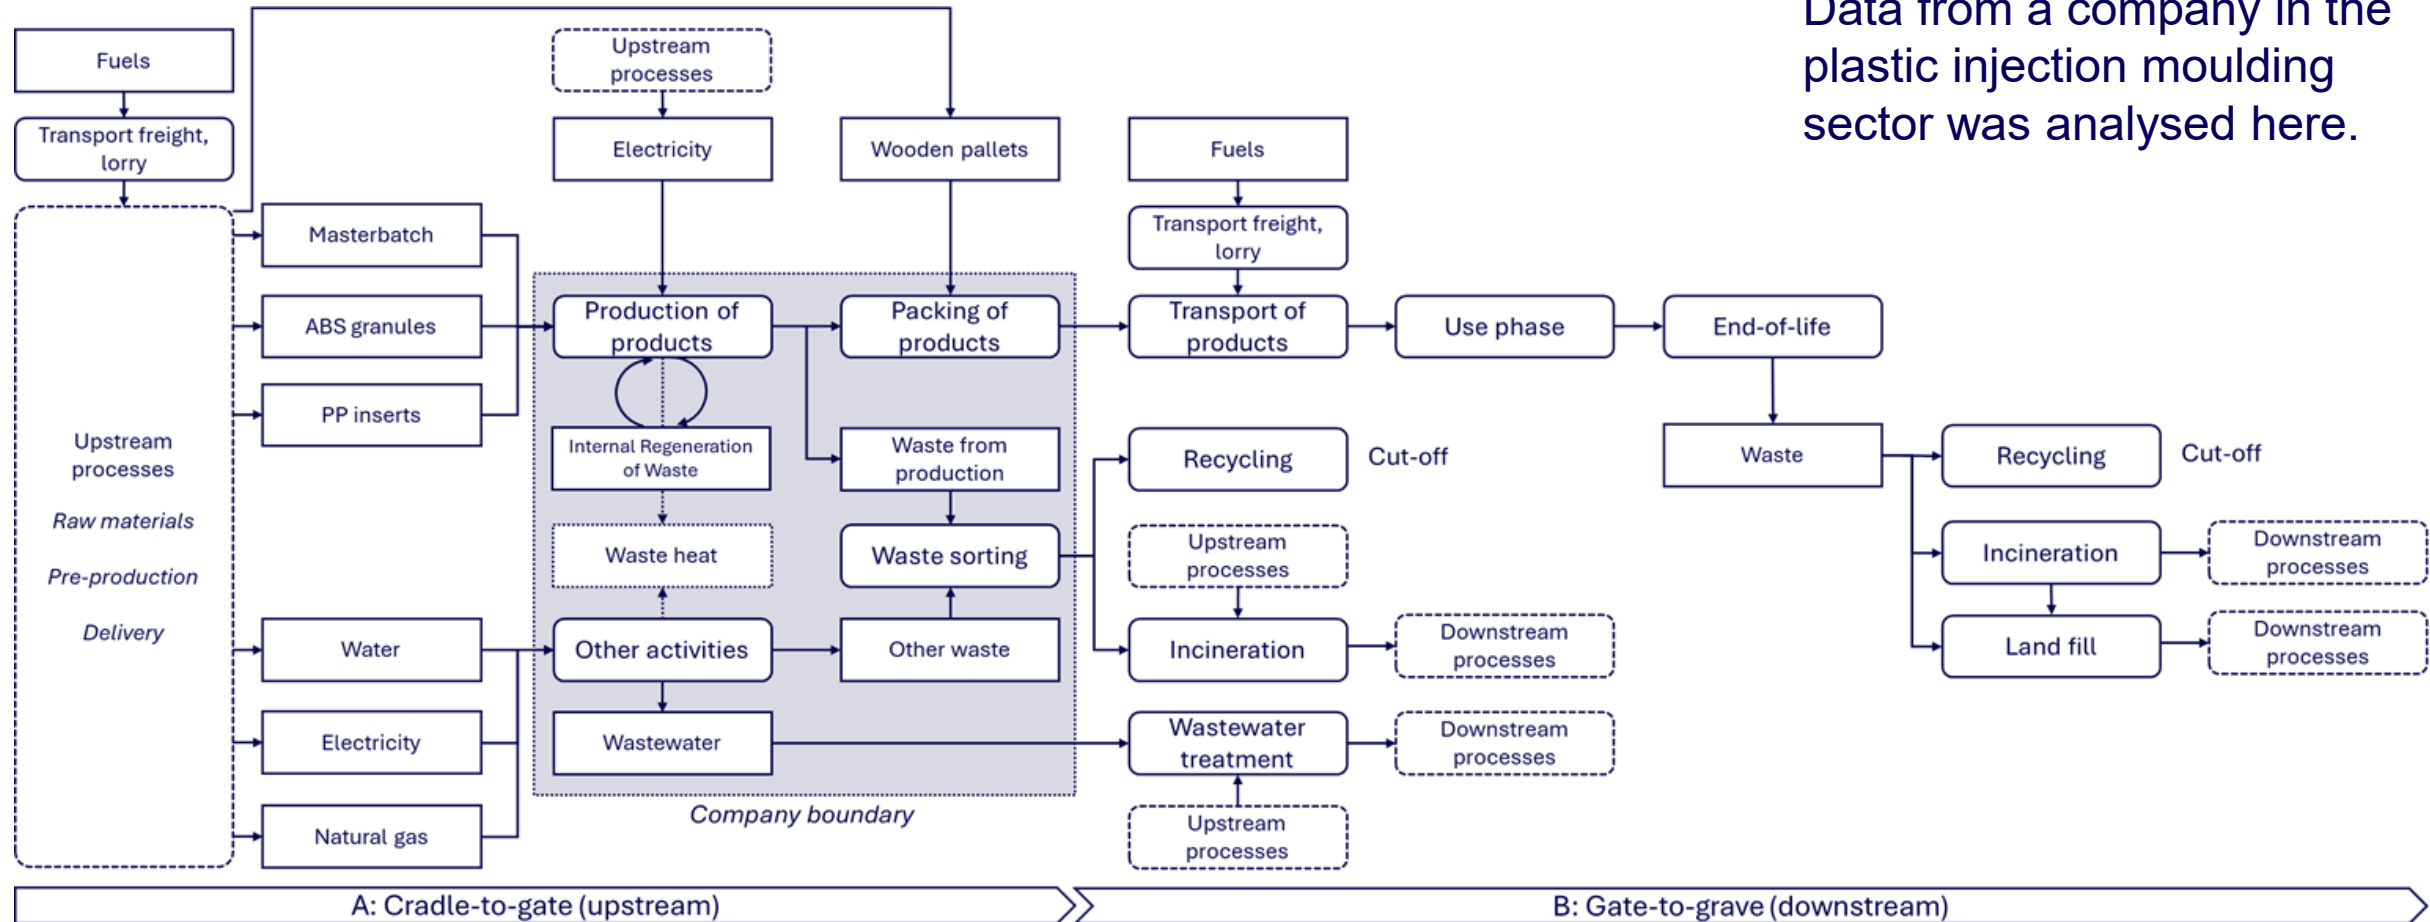 Data from a company in the
plastic injection moulding
sector was analysed here.
Fuels
Transport freight,
lorry
Upstream
processes
Raw materials
Pre-production
Delivery
Masterbatch
ABS granules
PP inserts
Water
Electricity
Natural gas
Upstream
processes
Electricity
Wooden pallets
Production of
products
Packing of
products
Internal Regeneration
of Waste
Waste from
production
Waste heat
Waste sorting
Other activities
Other waste
Wastewater
Company boundary
Fuels
Transport freight,
lorry
Transport of
products
Use phase
End-of-life
Recycling
Cut-off
Upstream
processes
Incineration
Downstream
processes
Wastewater
treatment
Downstream
processes
Upstream
processes
Waste
Recycling
Cut-off
Incineration
Downstream
processes
Land fill
Downstream
processes
A: Cradle-to-gate (upstream)
B: Gate-to-grave (downstream)